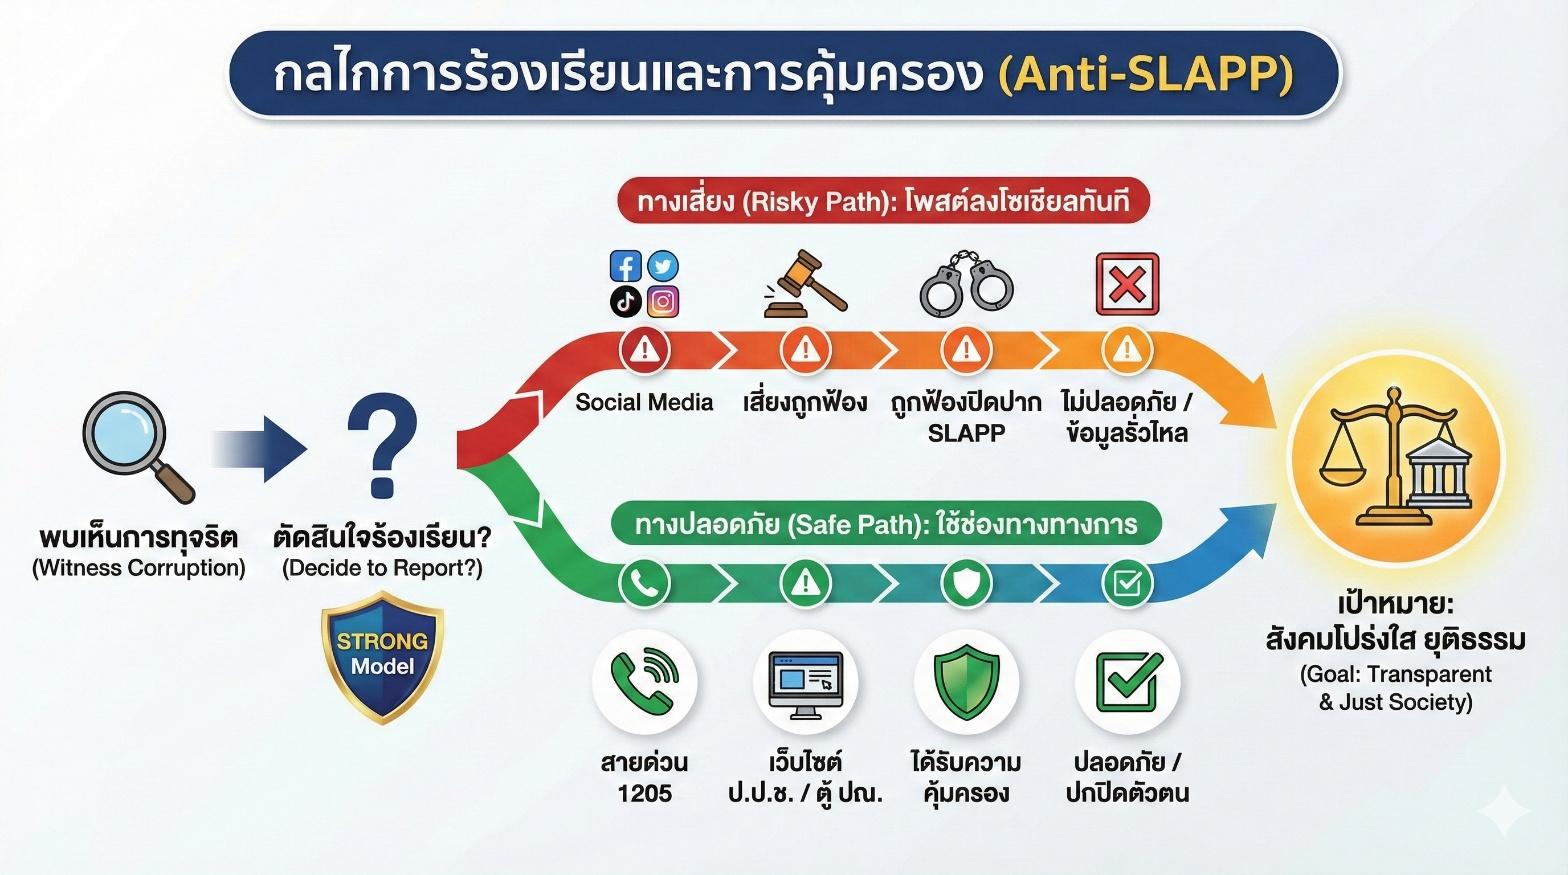 กลไกการร้องเรียนและการคุ้มครอง (Anti-SLAPP)
ทางเสี่ยง (Risky Path): โพสต์ลงโซเชียลทันที
Social Media
เสี่ยงถูกฟ้อง
ถูกฟ้องปิดปาก
SLAPP
ไม่ปลอดภัย /
ข้อมูลรั่วไหล
พบเห็นการทุจริต
(Witness Corruption)
ตัดสินใจร้องเรียน?
(Decide to Report?)
STRONG
Model
ทางปลอดภัย (Safe Path): ใช้ช่องทางทางการ
สายด่วน
1205
เว็บไซต์
ป.ป.ช. / ตู้ ปณ.
ได้รับความ
คุ้มครอง
ปลอดภัย /
ปกปิดตัวตน
เป้าหมาย:
สังคมโปร่งใส ยุติธรรม
(Goal: Transparent
& Just Society)